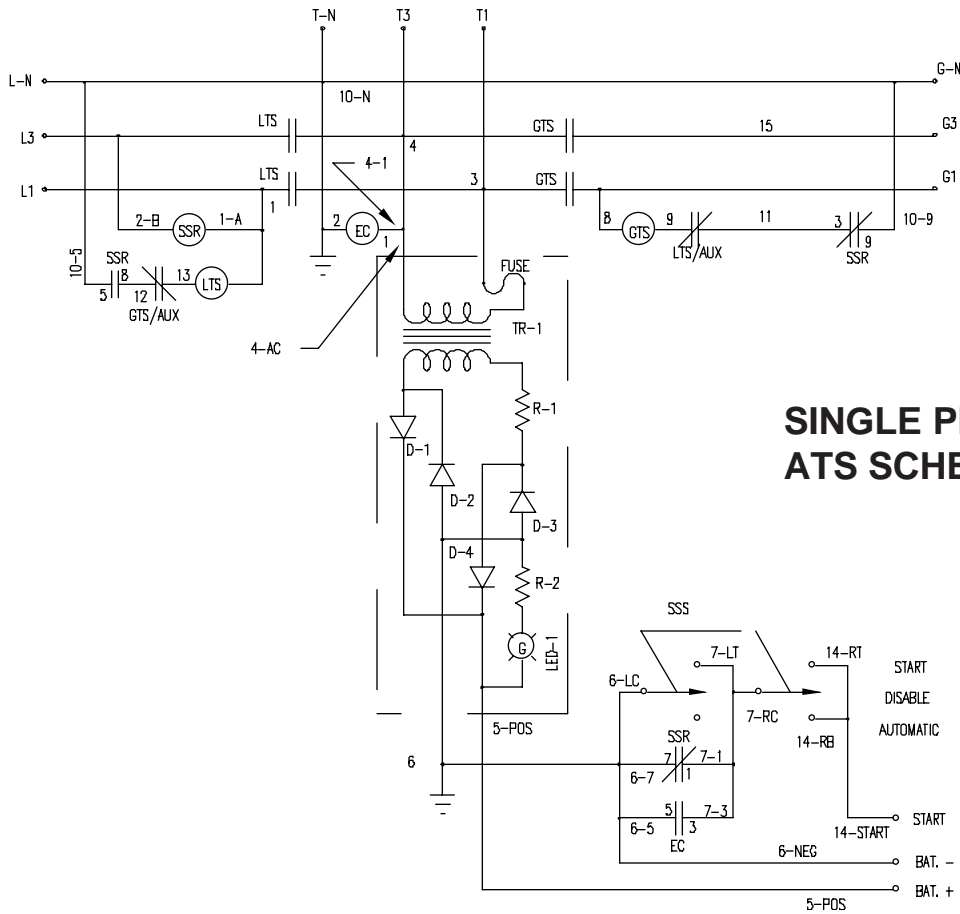 T-N T3 T1
L-N G-N
10-N
LTS
L3 GTS 15 G3
4
4-1
LTS 3 GTS
L1 G1
1
2-B SSR 1-A 2 EC 8 GTS 9 11 3 10-9
1
LTS/AUX 9 SSR
10-5
SSR FUSE
8 13 LTS
5 12
GTS/AUX
TR-1
4-AC
R-1
D-1
SINGLE P
ATS SCHE
D-2
D-3
D-4
R-2
G LED-1
SSS
7-LT 14-RT START
6-LC
DISABLE
5-POS 7-RC
AUTOMATIC
SSR 14-RB
6 7 7-1
6-7 1
5 7-3
START
6-5 3 14-START
EC
6-NEG
BAT. -
BAT. +
5-POS